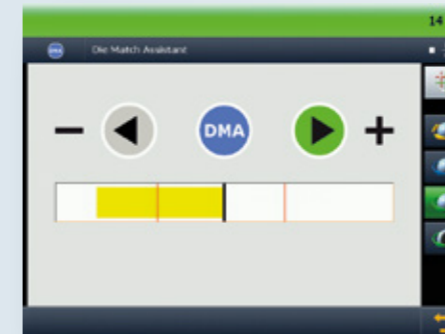 14
DMA Die Match Assistant
− DMA +